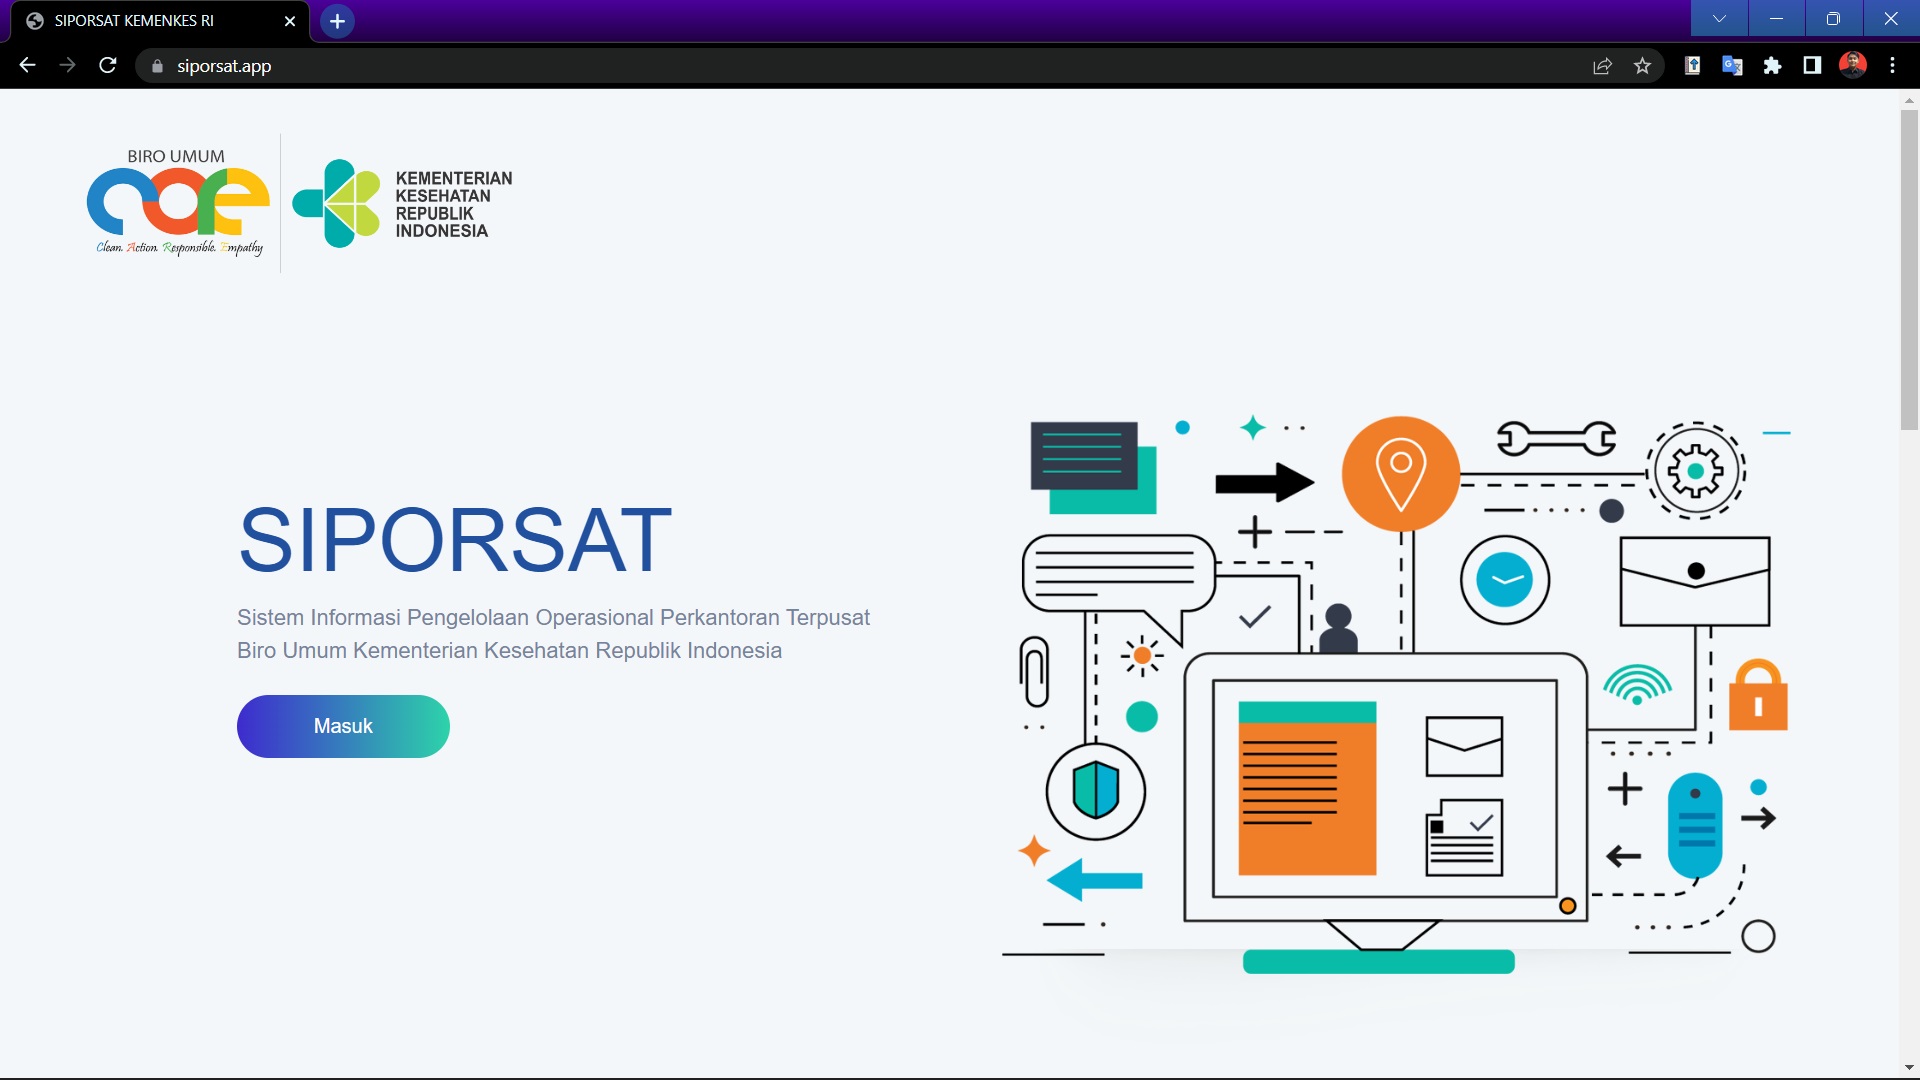 SIPORSAT KEMENKES RI
siporsat.app
BIRO UMUM
care
Clean. Action. Responsible. Empathy
KEMENTERIAN
KESEHATAN
REPUBLIK
INDONESIA
SIPORSAT
Sistem Informasi Pengelolaan Operasional Perkantoran Terpusat
Biro Umum Kementerian Kesehatan Republik Indonesia
Masuk